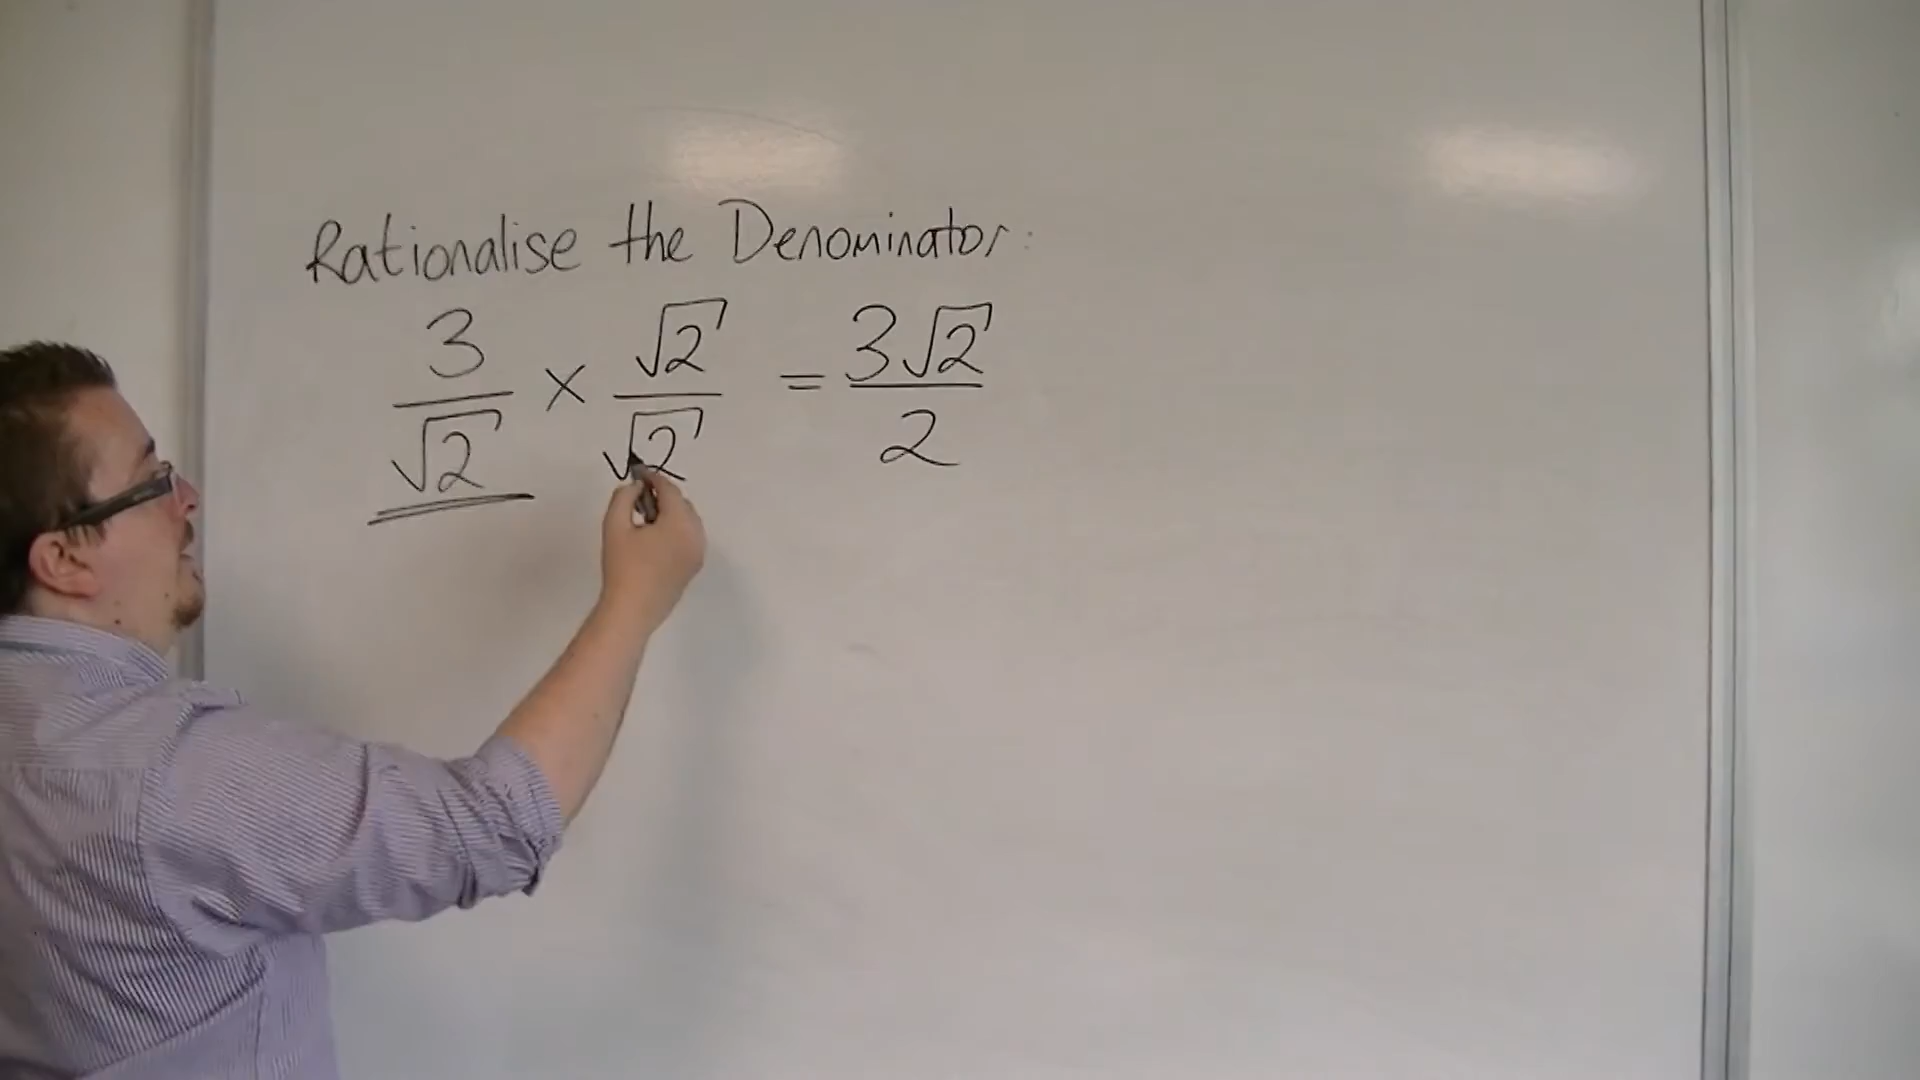 Rationalise the Denominator:
3/√2 × √2/√2 = 3√2/2